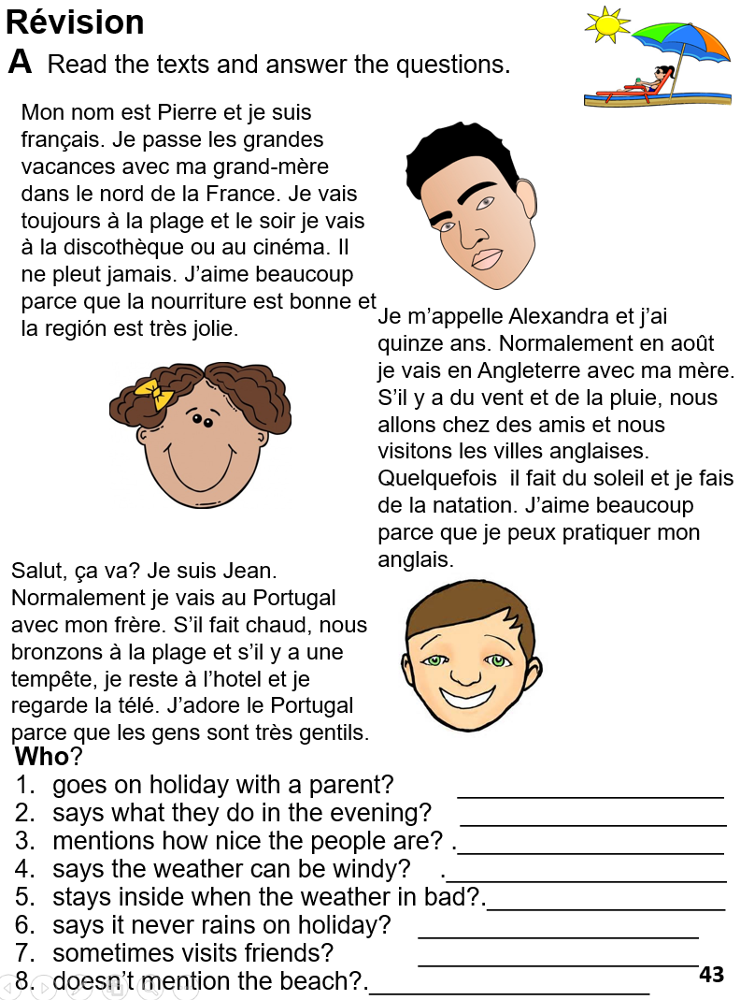 Révision
A Read the texts and answer the questions.
Mon nom est Pierre et je suis
français. Je passe les grandes
vacances avec ma grand-mère
dans le nord de la France. Je vais
toujours à la plage et le soir je vais
à la discothèque ou au cinéma. Il
ne pleut jamais. J’aime beaucoup
parce que la nourriture est bonne et
la región est très jolie.
Je m’appelle Alexandra et j’ai
quinze ans. Normalement en août
je vais en Angleterre avec ma mère.
S’il y a du vent et de la pluie, nous
allons chez des amis et nous
visitons les villes anglaises.
Quelquefois il fait du soleil et je fais
de la natation. J’aime beaucoup
parce que je peux pratiquer mon
anglais.
Salut, ça va? Je suis Jean.
Normalement je vais au Portugal
avec mon frère. S’il fait chaud, nous
bronzons à la plage et s’il y a une
tempête, je reste à l’hotel et je
regarde la télé. J’adore le Portugal
parce que les gens sont très gentils.
Who?
1. goes on holiday with a parent? ____________________
2. says what they do in the evening? ____________________
3. mentions how nice the people are? .____________________
4. says the weather can be windy? .____________________
5. stays inside when the weather in bad?.__________________
6. says it never rains on holiday? ____________________
7. sometimes visits friends? ____________________
8. doesn’t mention the beach?.____________________
43